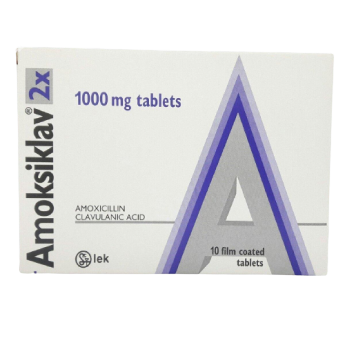 Amoksiklav® 2x
1000 mg tablets
AMOXICILLIN
CLAVULANIC ACID
lek
10 film coated
tablets